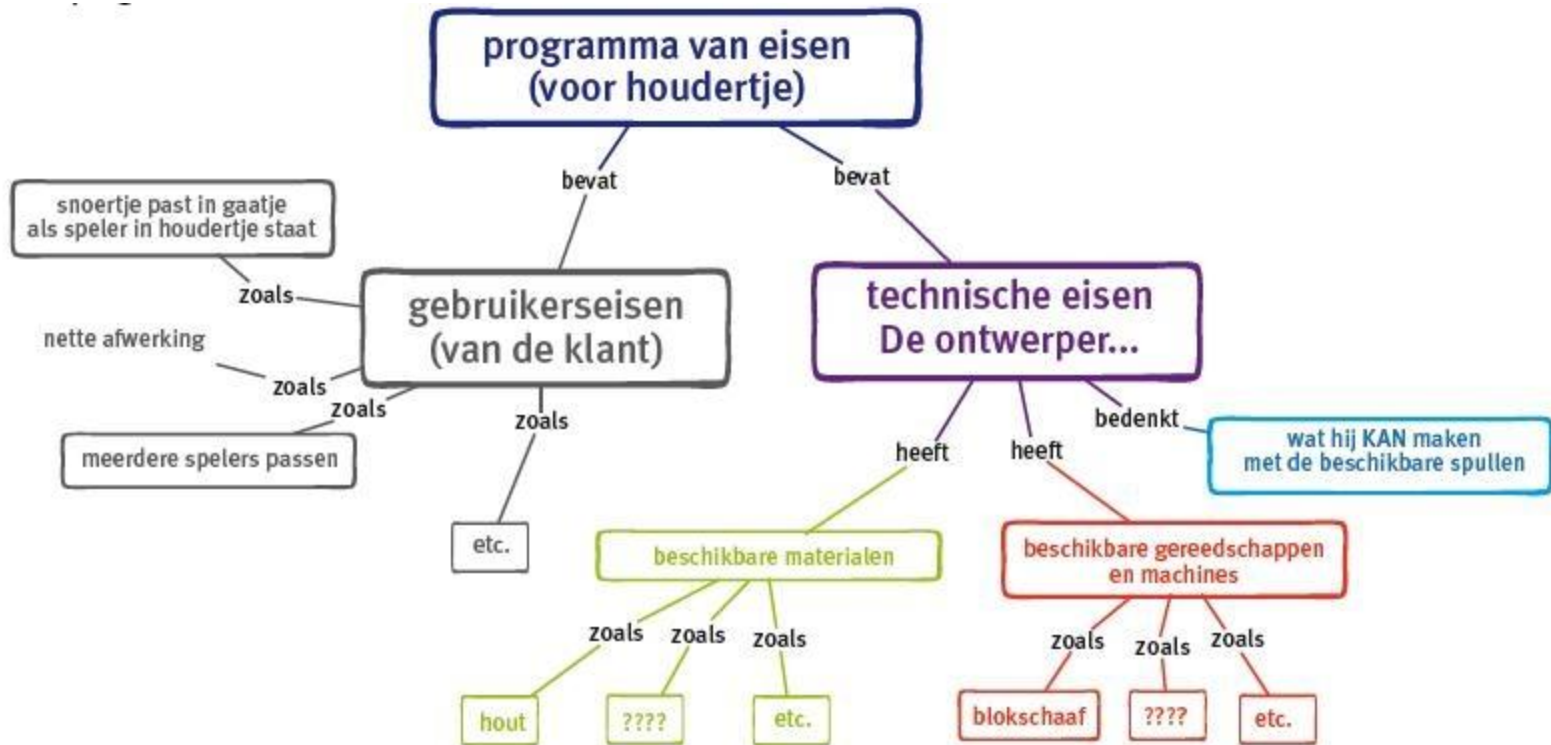 programma van eisen
(voor houdertje)
bevat
bevat
snoertje past in gaatje
als speler in houdertje staat
zoals
gebruikerseisen
(van de klant)
technische eisen
De ontwerper...
nette afwerking
zoals
zoals
zoals
meerdere spelers passen
etc.
heeft
heeft
bedenkt
wat hij KAN maken
met de beschikbare spullen
beschikbare materialen
beschikbare gereedschappen
en machines
zoals
zoals
zoals
zoals
zoals
zoals
hout
????
etc.
blokschaaf
????
etc.